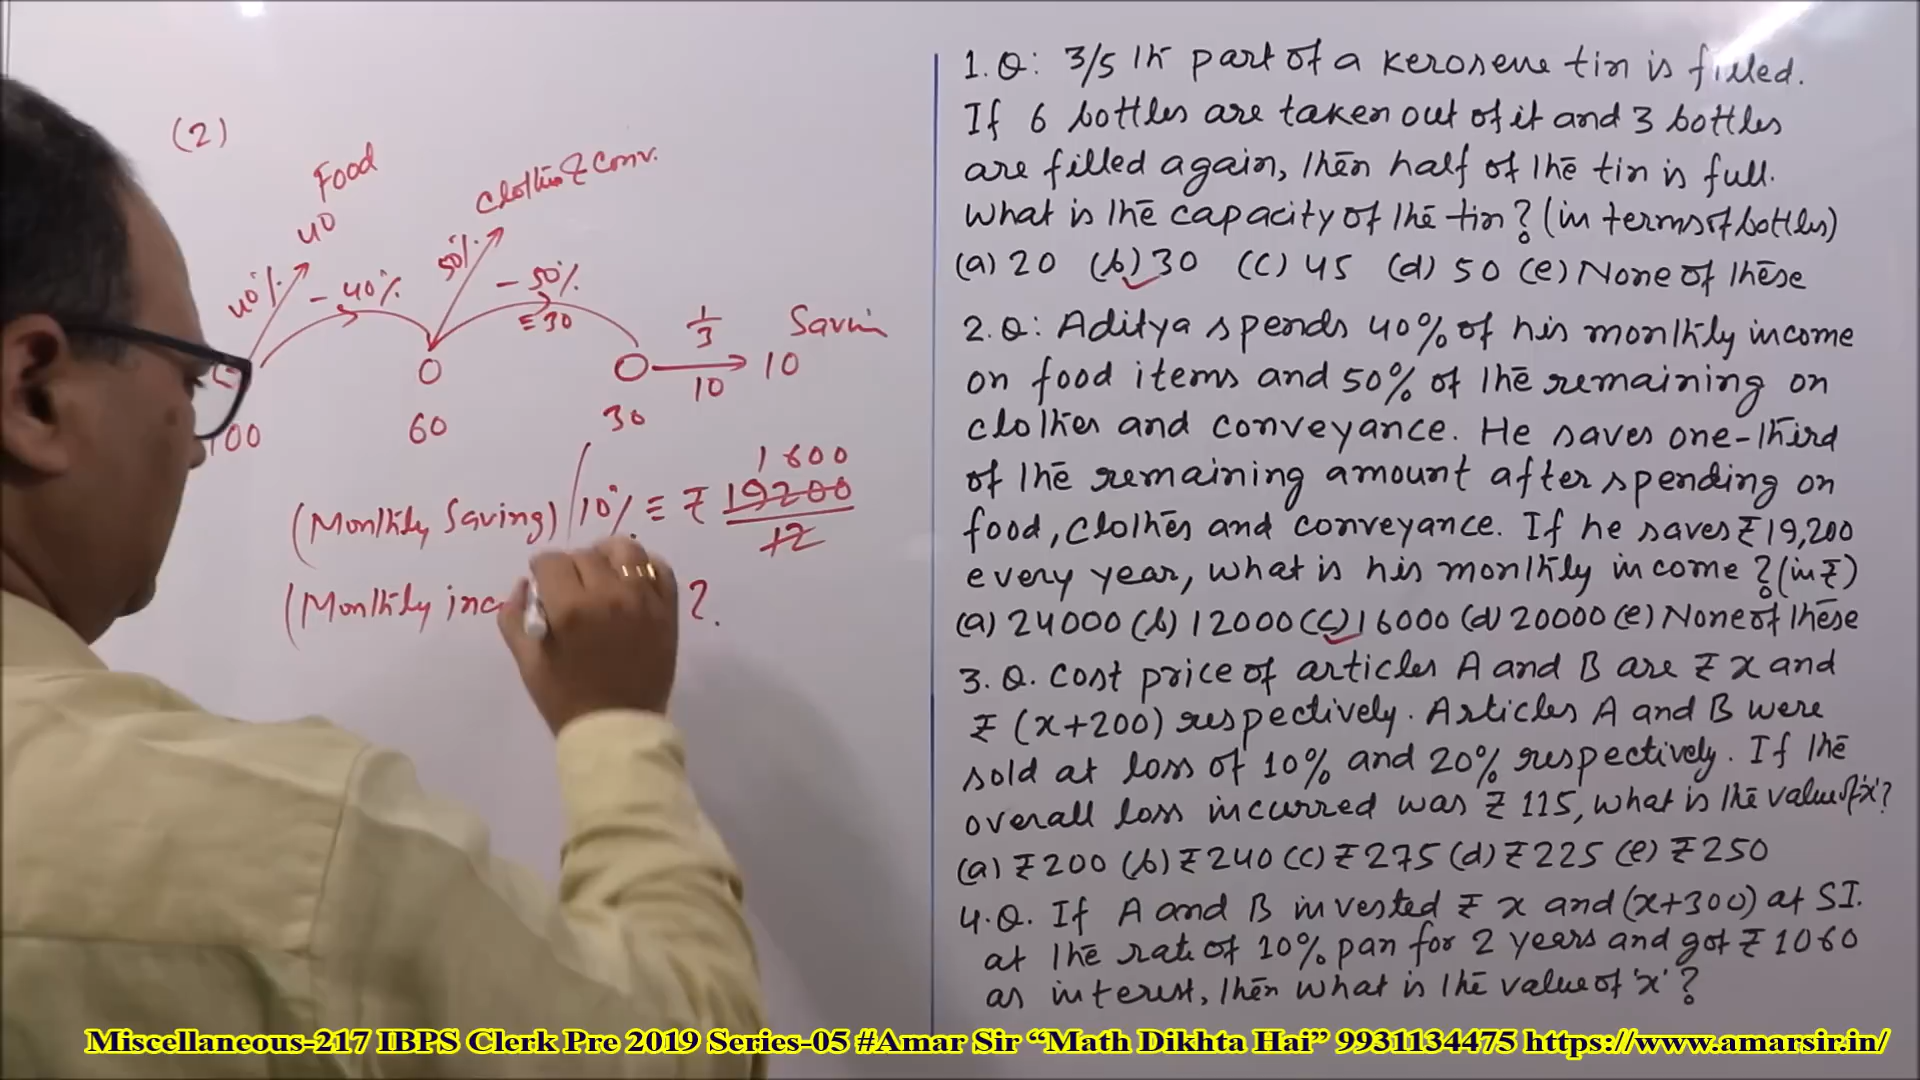 (2)
Food
40
40%
- 40%
Clothes & Conv.
50%
- 50%
≡ 30
1/3
10
10
Savin
100
60
30
1600
(Monthly Saving) 10% ≡ ₹ 19200/12
(Monthly inc ?.
1. Q: 3/5 th part of a kerosene tin is filled.
If 6 bottles are taken out of it and 3 bottles
are filled again, then half of the tin is full.
What is the capacity of the tin? (in terms of bottles)
(a) 20 (b) 30 (c) 45 (d) 50 (e) None of these
2. Q: Aditya spends 40% of his monthly income
on food items and 50% of the remaining on
clothes and conveyance. He saves one-third
of the remaining amount after spending on
food, clothes and conveyance. If he saves ₹19,200
every year, what is his monthly income? (in ₹)
(a) 24000 (b) 12000 (c) 16000 (d) 20000 (e) None of these
3. Q. Cost price of articles A and B are ₹ x and
₹ (x+200) respectively. Articles A and B were
sold at loss of 10% and 20% respectively. If the
overall loss incurred was ₹ 115, what is the value of 'x'?
(a) ₹200 (b) ₹240 (c) ₹275 (d) ₹225 (e) ₹250
4. Q. If A and B invested ₹ x and (x+300) at SI.
at the rate of 10% pan for 2 years and got ₹1060
as interest, then what is the value of 'x'?
Miscellaneous-217 IBPS Clerk Pre 2019 Series-05 #Amar Sir “Math Dikhta Hai” 9931134475 https://www.amarsir.in/